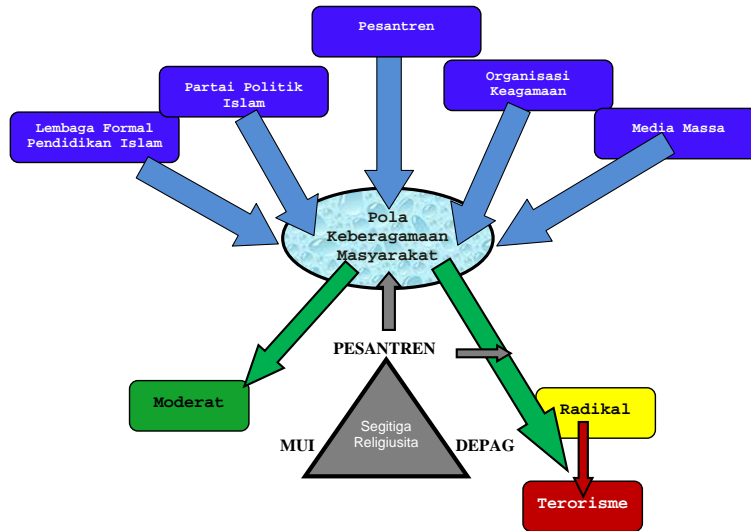 Pesantren
Partai Politik
Islam
Organisasi
Keagamaan
Lembaga Formal
Pendidikan Islam
Media Massa
Pola
Keberagamaan
Masyarakat
PESANTREN
Moderat
Radikal
Segitiga
Religiusita
MUI
DEPAG
Terorisme